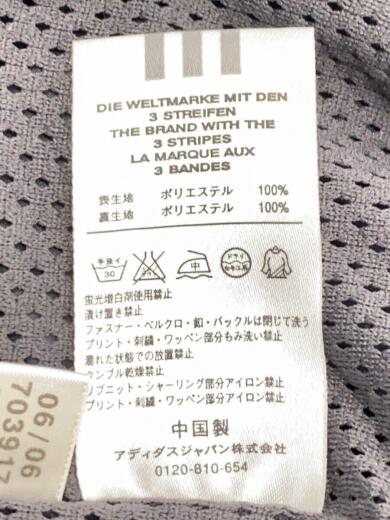 DIE WELTMARKE MIT DEN
3 STREIFEN
THE BRAND WITH THE
3 STRIPES
LA MARQUE AUX
3 BANDES
表生地 ポリエステル 100%
裏生地 ポリエステル 100%
手洗イ
30
中
ドライ
セキユ系
蛍光増白剤使用禁止
漬け置き禁止
ファスナー・ベルクロ・釦・バックルは閉じて洗う
プリント・刺繍・ワッペン部分もみ洗い禁止
濡れた状態での放置禁止
タンブル乾燥禁止
リブニット・シャーリング部分アイロン禁止
プリント・刺繍・ワッペン部分アイロン禁止
中国製
アディダスジャパン株式会社
0120-810-654
06/06
703917